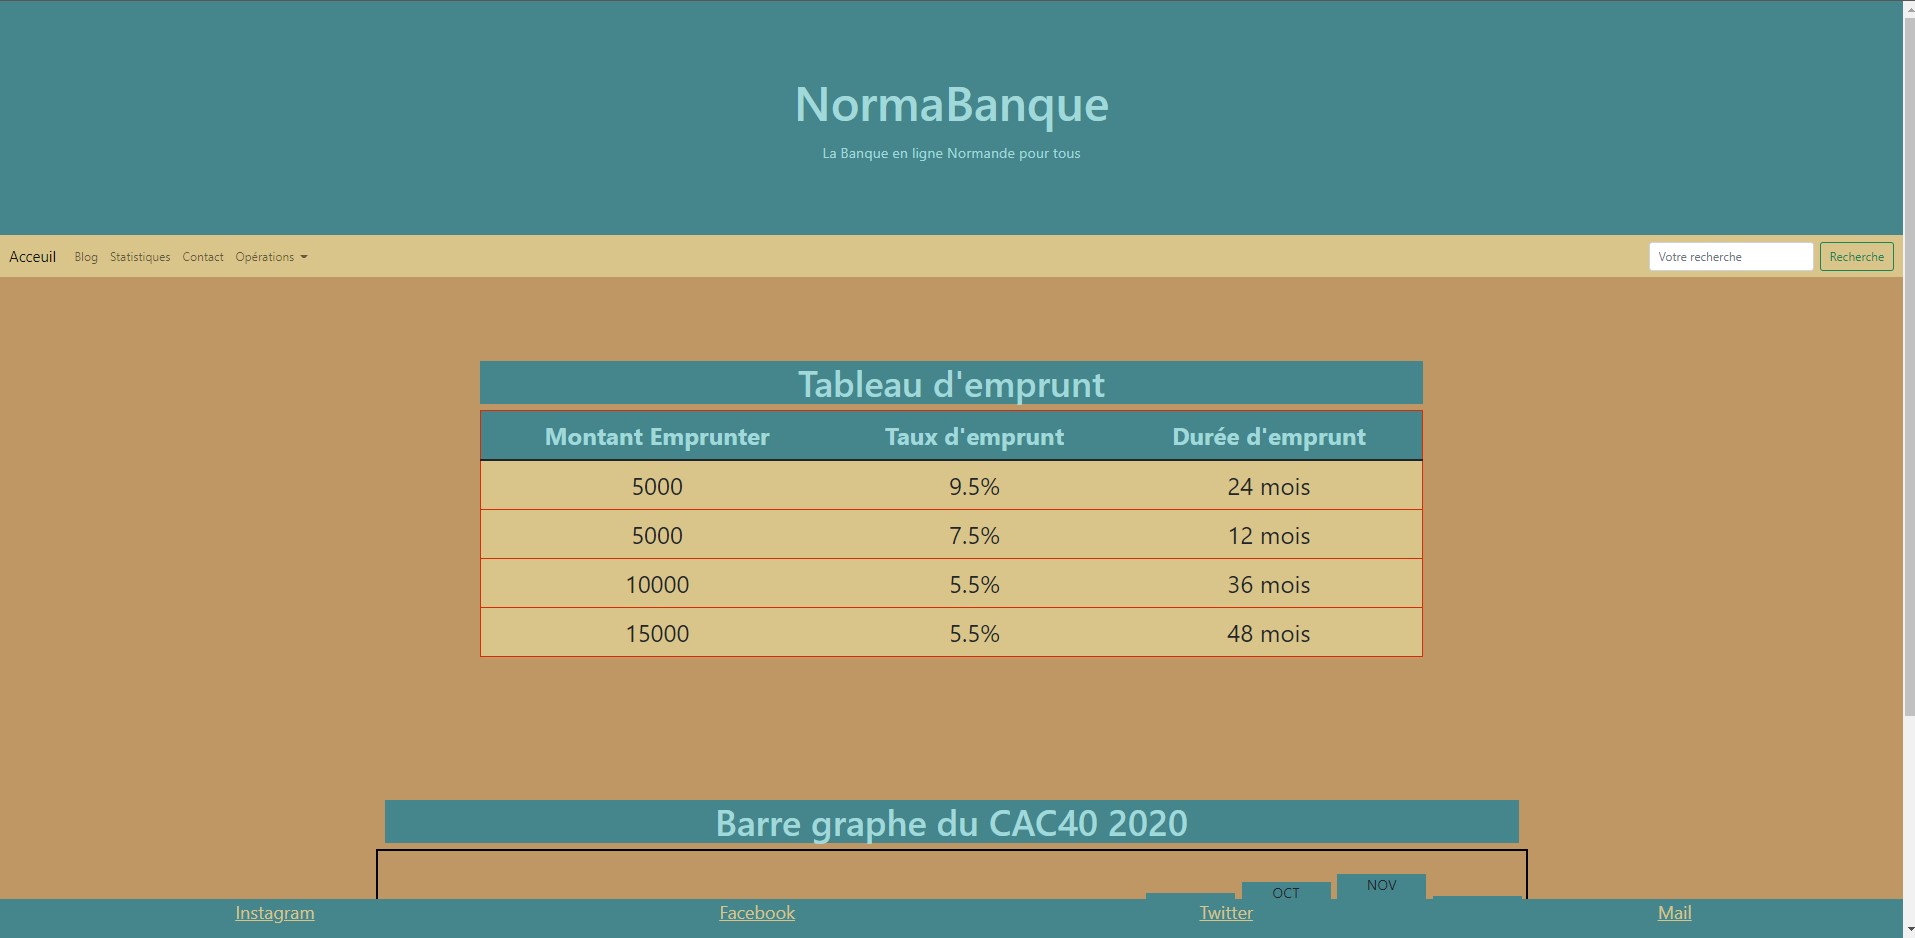 NormaBanque
La Banque en ligne Normande pour tous
Acceuil Blog Statistiques Contact Opérations Votre recherche Recherche
Tableau d'emprunt
Montant Emprunter Taux d'emprunt Durée d'emprunt
5000 9.5% 24 mois
5000 7.5% 12 mois
10000 5.5% 36 mois
15000 5.5% 48 mois
Barre graphe du CAC40 2020
OCT NOV
Instagram Facebook Twitter Mail